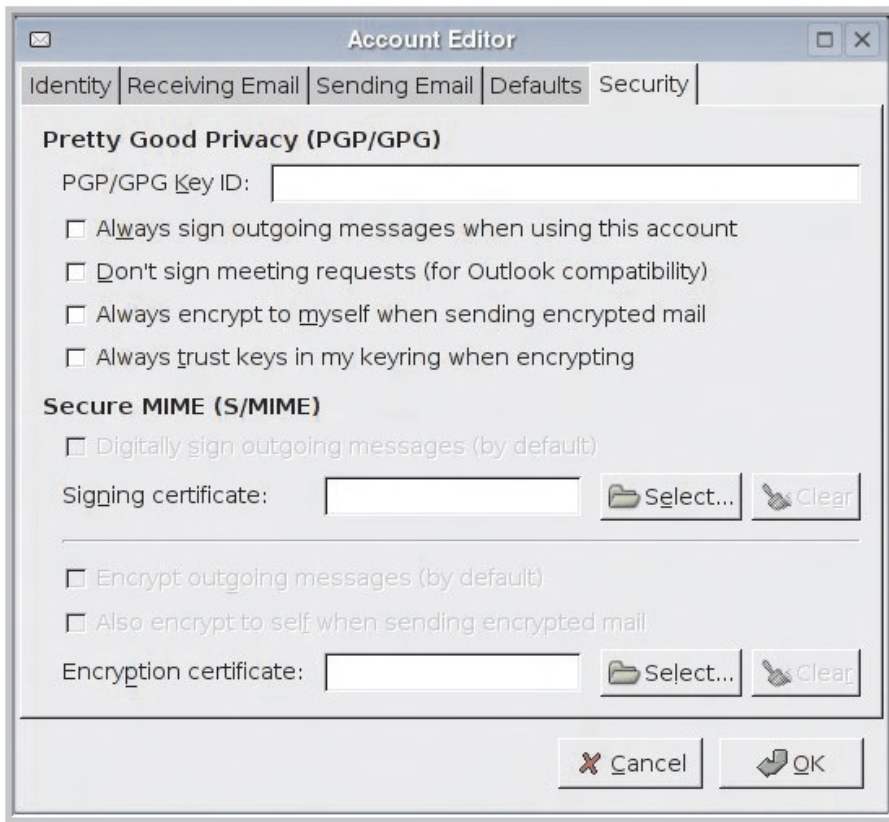 Account Editor
Identity Receiving Email Sending Email Defaults Security
Pretty Good Privacy (PGP/GPG)
PGP/GPG Key ID:
Always sign outgoing messages when using this account
Don't sign meeting requests (for Outlook compatibility)
Always encrypt to myself when sending encrypted mail
Always trust keys in my keyring when encrypting
Secure MIME (S/MIME)
Digitally sign outgoing messages (by default)
Signing certificate: Select... Clear
Encrypt outgoing messages (by default)
Also encrypt to self when sending encrypted mail
Encryption certificate: Select... Clear
Cancel OK